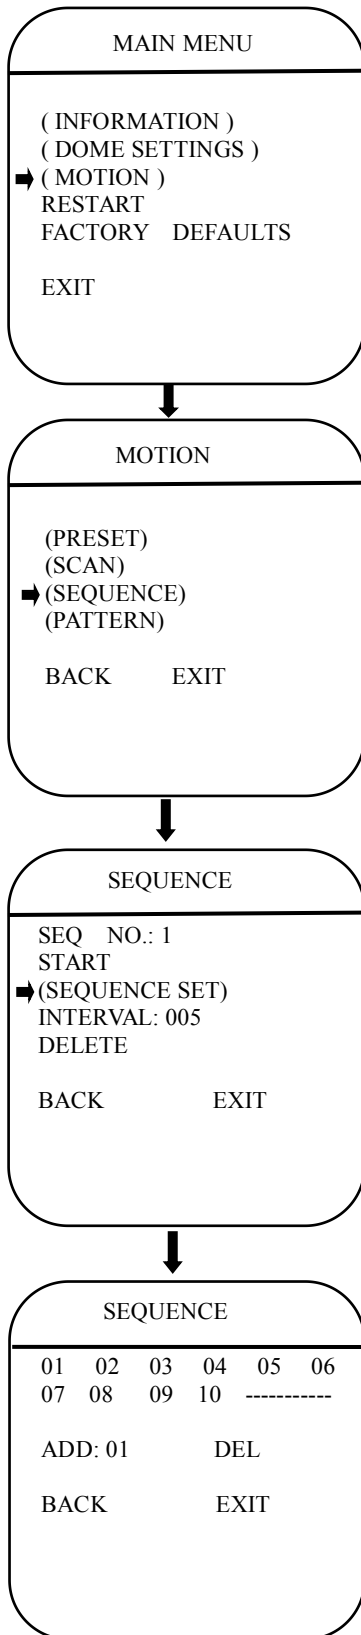 MAIN MENU
( INFORMATION )
( DOME SETTINGS )
( MOTION )
RESTART
FACTORY DEFAULTS
EXIT
MOTION
(PRESET)
(SCAN)
(SEQUENCE)
(PATTERN)
BACK EXIT
SEQUENCE
SEQ NO.: 1
START
(SEQUENCE SET)
INTERVAL: 005
DELETE
BACK EXIT
SEQUENCE
01 02 03 04 05 06
07 08 09 10 -----------
ADD: 01 DEL
BACK EXIT